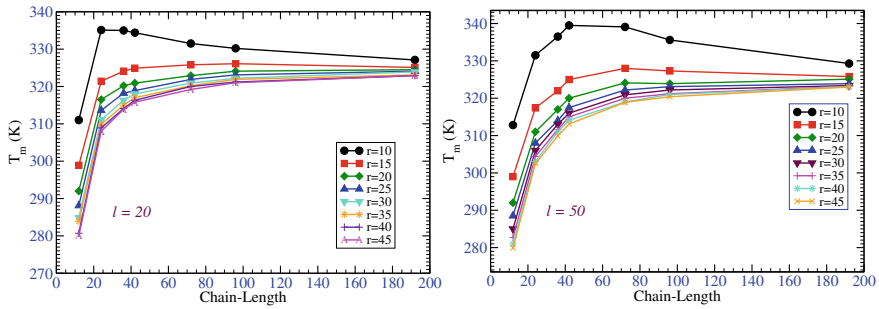 340
330
320
310
300
290
280
270
0 20 40 60 80 100 120 140 160 180 200
Chain-Length
T_m (K)
l = 20
r=10
r=15
r=20
r=25
r=30
r=35
r=40
r=45
340
330
320
310
300
290
280
0 20 40 60 80 100 120 140 160 180 200
Chain-Length
T_m (K)
l = 50
r=10
r=15
r=20
r=25
r=30
r=35
r=40
r=45